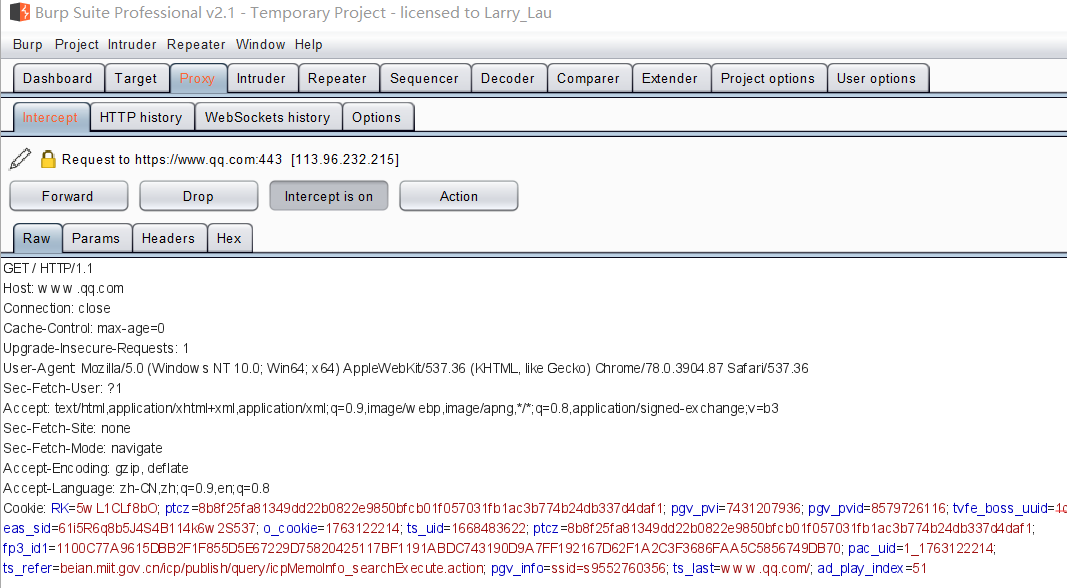 Burp Suite Professional v2.1 - Temporary Project - licensed to Larry_Lau
Burp Project Intruder Repeater Window Help
Dashboard Target Proxy Intruder Repeater Sequencer Decoder Comparer Extender Project options User options
Intercept HTTP history WebSockets history Options
Request to https://www.qq.com:443 [113.96.232.215]
Forward Drop Intercept is on Action
Raw Params Headers Hex
GET / HTTP/1.1
Host: www.qq.com
Connection: close
Cache-Control: max-age=0
Upgrade-Insecure-Requests: 1
User-Agent: Mozilla/5.0 (Windows NT 10.0; Win64; x64) AppleWebKit/537.36 (KHTML, like Gecko) Chrome/78.0.3904.87 Safari/537.36
Sec-Fetch-User: ?1
Accept: text/html,application/xhtml+xml,application/xml;q=0.9,image/webp,image/apng,*/*;q=0.8,application/signed-exchange;v=b3
Sec-Fetch-Site: none
Sec-Fetch-Mode: navigate
Accept-Encoding: gzip, deflate
Accept-Language: zh-CN,zh;q=0.9,en;q=0.8
Cookie: RK=5wL1CLf8bO; ptcz=8b8f25fa81349dd22b0822e9850bfcb01f057031fb1ac3b774b24db337d4daf1; pgv_pvi=7431207936; pgv_pvid=8579726116; tvfe_boss_uuid=
eas_sid=61i5R6q8b5J4S4B114k6w2S537; o_cookie=1763122214; ts_uid=1668483622; ptcz=8b8f25fa81349dd22b0822e9850bfcb01f057031fb1ac3b774b24db337d4daf1;
fp3_id1=1100C77A9615DBB2F1F855D5E67229D75820425117BF1191ABDC743190D9A7FF192167D62F1A2C3F3686FAA5C5856749DB70; pac_uid=1_1763122214;
ts_refer=beian.miit.gov.cn/icp/publish/query/icpMemoInfo_searchExecute.action; pgv_info=ssid=s9552760356; ts_last=www.qq.com/; ad_play_index=51